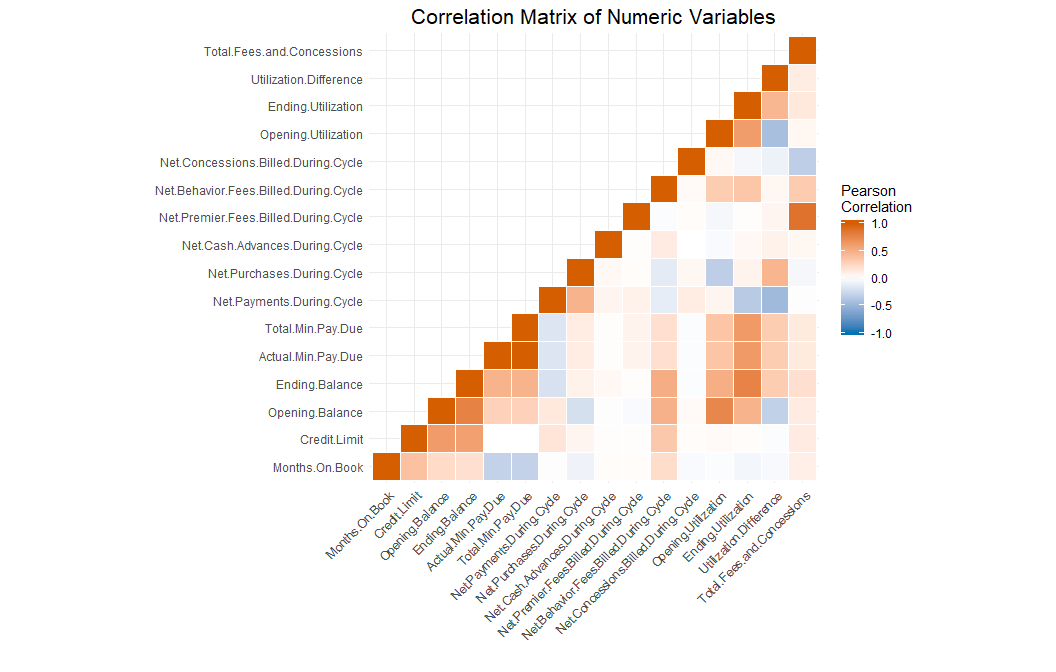 Correlation Matrix of Numeric Variables
Total.Fees.and.Concessions
Utilization.Difference
Ending.Utilization
Opening.Utilization
Net.Concessions.Billed.During.Cycle
Net.Behavior.Fees.Billed.During.Cycle
Net.Premier.Fees.Billed.During.Cycle
Net.Cash.Advances.During.Cycle
Net.Purchases.During.Cycle
Net.Payments.During.Cycle
Total.Min.Pay.Due
Actual.Min.Pay.Due
Ending.Balance
Opening.Balance
Credit.Limit
Months.On.Book
Months.On.Book
Credit.Limit
Opening.Balance
Ending.Balance
Actual.Min.Pay.Due
Total.Min.Pay.Due
Net.Payments.During.Cycle
Net.Purchases.During.Cycle
Net.Cash.Advances.During.Cycle
Net.Premier.Fees.Billed.During.Cycle
Net.Behavior.Fees.Billed.During.Cycle
Net.Concessions.Billed.During.Cycle
Opening.Utilization
Ending.Utilization
Utilization.Difference
Total.Fees.and.Concessions
Pearson
Correlation
1.0
0.5
0.0
-0.5
-1.0